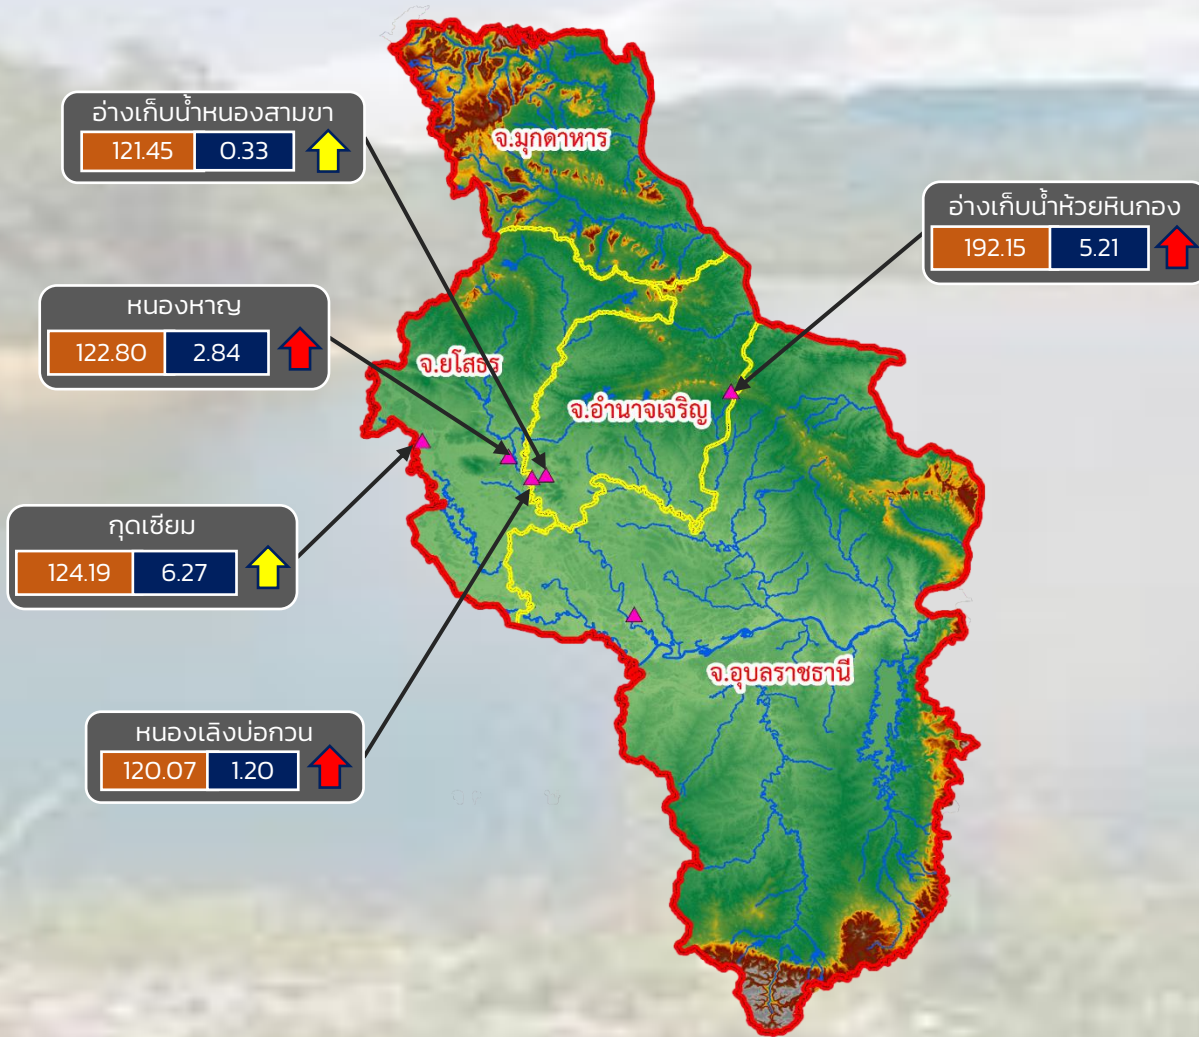 อ่างเก็บน้ำหนองสามขา
121.45 0.33
จ.มุกดาหาร
อ่างเก็บน้ำห้วยหินกอง
192.15 5.21
หนองหาญ
122.80 2.84
จ.ยโสธร
จ.อำนาจเจริญ
กุดเซียม
124.19 6.27
จ.อุบลราชธานี
หนองเลิงบ่อกวน
120.07 1.20